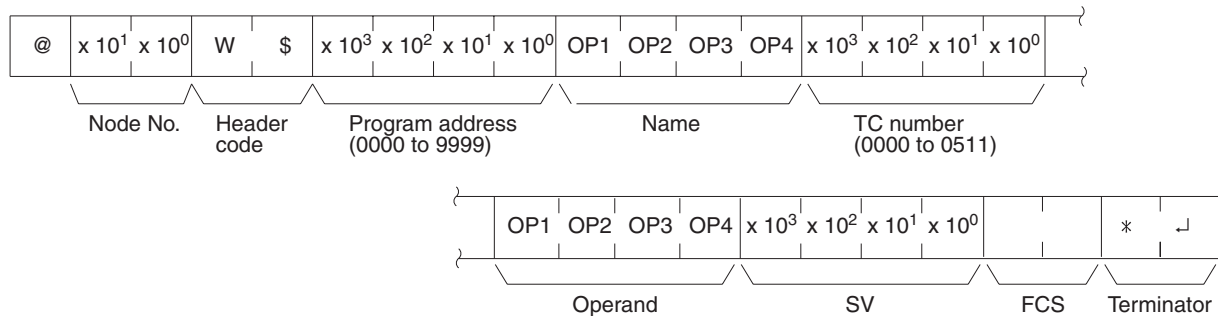 @ x 10¹ x 10⁰ W $ x 10³ x 10² x 10¹ x 10⁰ OP1 OP2 OP3 OP4 x 10³ x 10² x 10¹ x 10⁰
Node No. Header code Program address (0000 to 9999) Name TC number (0000 to 0511)
OP1 OP2 OP3 OP4 x 10³ x 10² x 10¹ x 10⁰ * ↵
Operand SV FCS Terminator